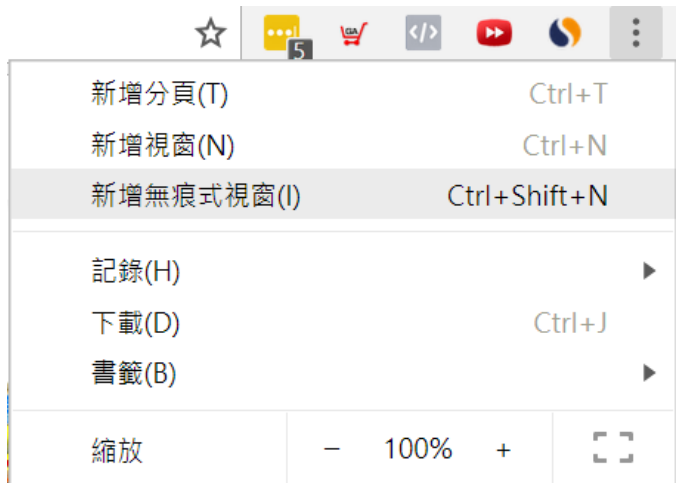 5 GA </>
新增分頁(T) Ctrl+T
新增視窗(N) Ctrl+N
新增無痕式視窗(I) Ctrl+Shift+N
記錄(H)
下載(D) Ctrl+J
書籤(B)
縮放 − 100% +